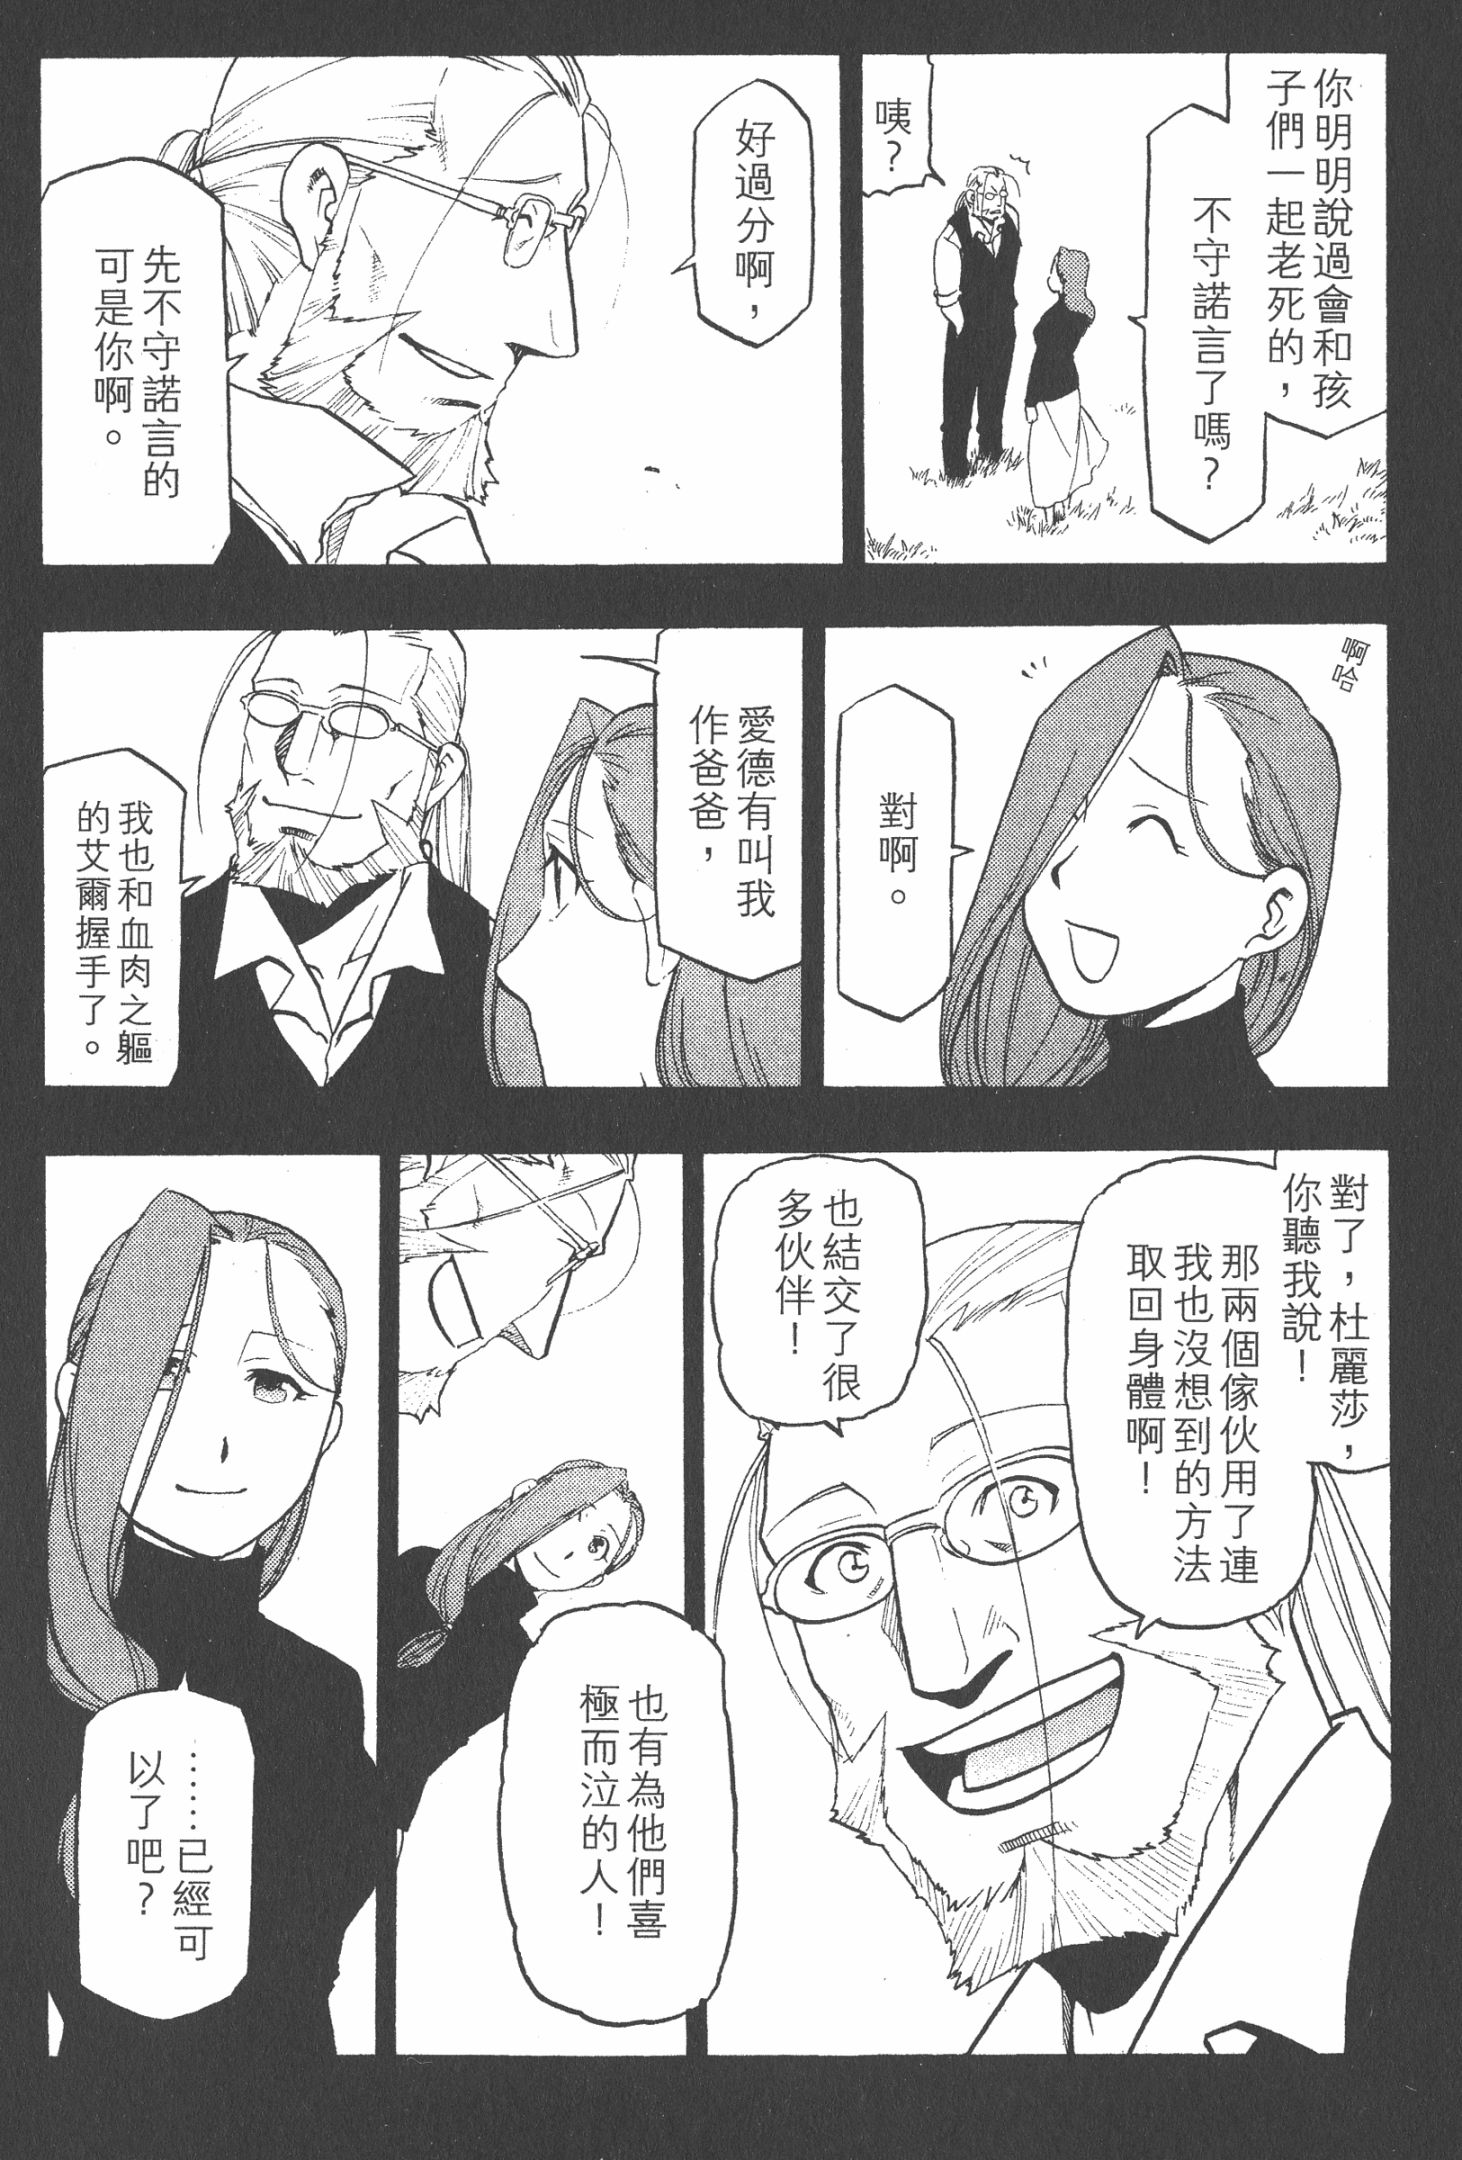 你明明說過會和孩
子們一起老死的，
不守諾言了嗎？
咦？
好過分啊，
先不守諾言的
可是你啊。
啊
哈
對啊。
愛德有叫我
作爸爸，
我也和血肉之軀
的艾爾握手了。
對了，杜麗莎，
你聽我說！
那兩個傢伙用了連
我也沒想到的方法
取回身體啊！
也結交了很
多伙伴！
也有為他們喜
極而泣的人！
……已經可
以了吧？